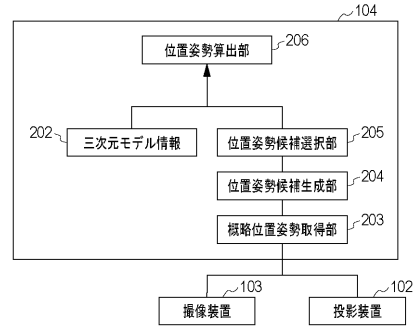 104
位置姿勢算出部
206
202
三次元モデル情報
位置姿勢候補選択部
205
位置姿勢候補生成部
204
概略位置姿勢取得部
203
103
102
撮像装置
投影装置